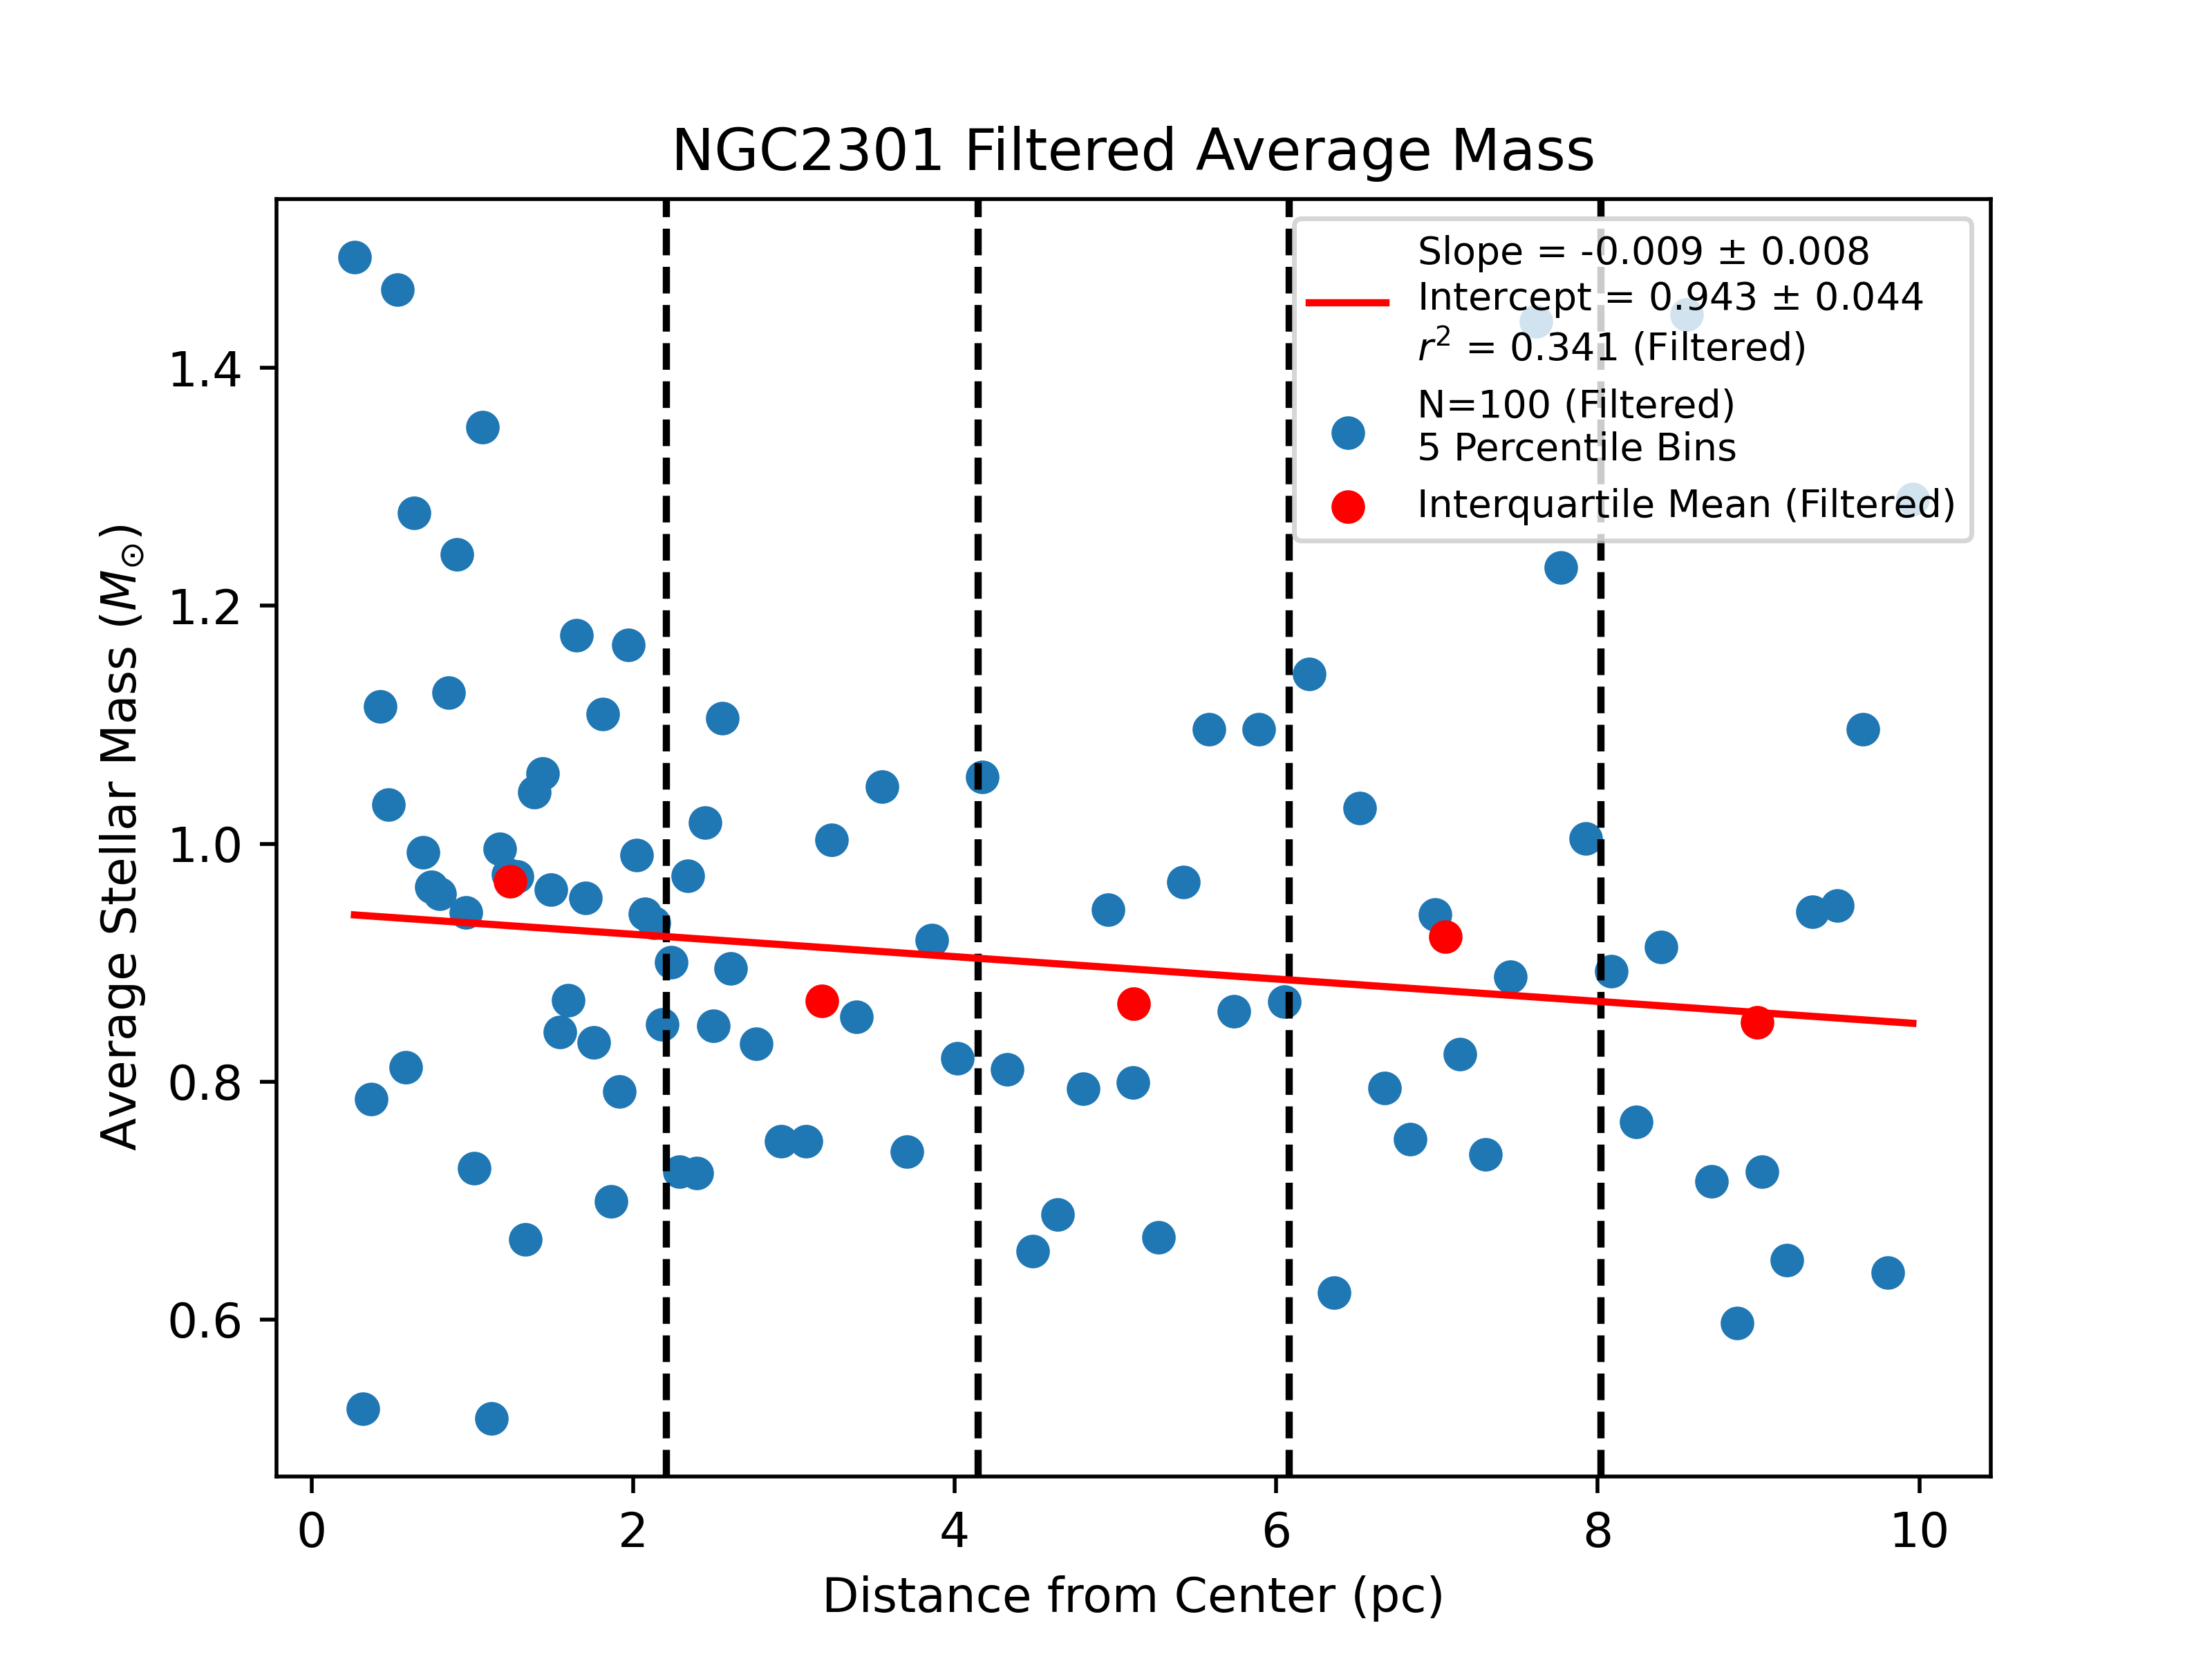 NGC2301 Filtered Average Mass
Average Stellar Mass (M⊙)
1.4
1.2
1.0
0.8
0.6
Slope = -0.009 ± 0.008
Intercept = 0.943 ± 0.044
r² = 0.341 (Filtered)
N=100 (Filtered)
5 Percentile Bins
Interquartile Mean (Filtered)
0 2 4 6 8 10
Distance from Center (pc)